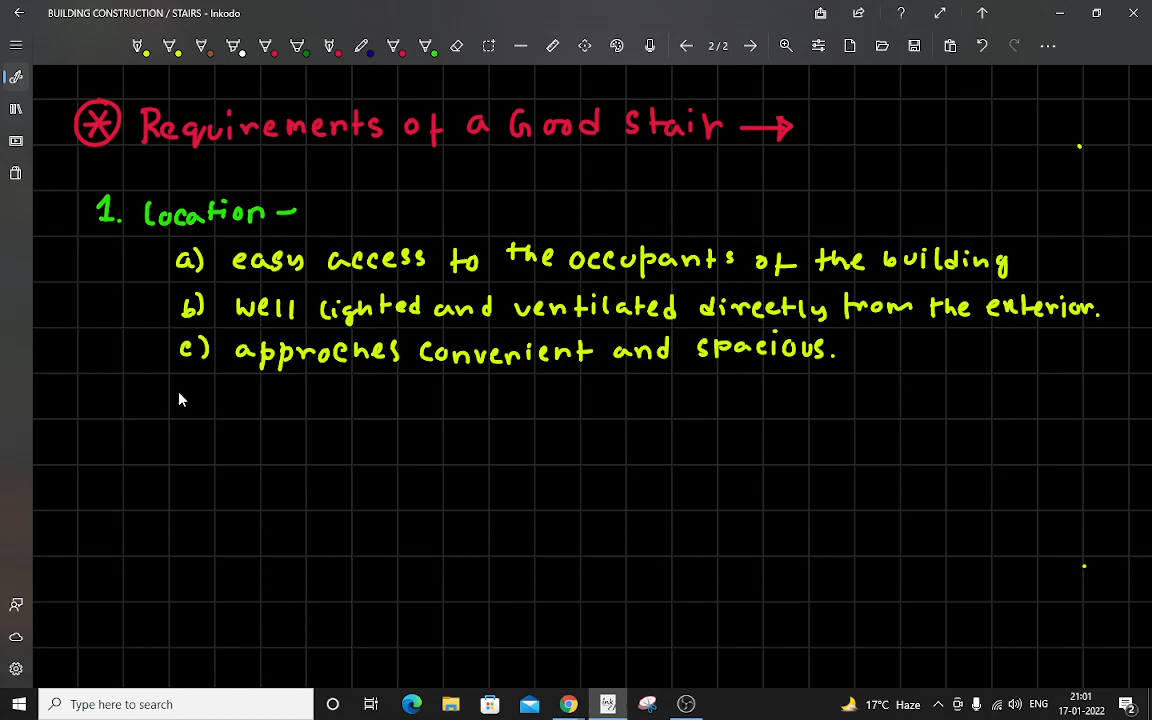 BUILDING CONSTRUCTION / STAIRS - Inkodo
2/2
Requirements of a Good stair →
1. Location -
a) easy access to the occupants of the building
b) well lighted and ventilated directly from the exterior.
c) approches convenient and spacious.
Type here to search
ink
17°C Haze
ENG
21:01
17-01-2022
2